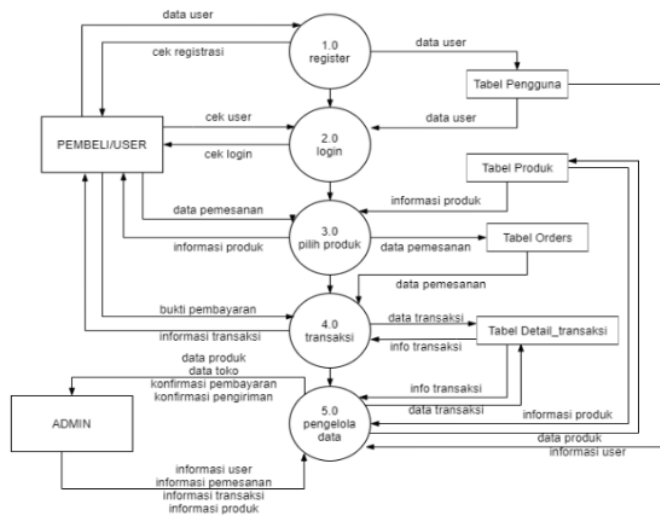 data user
1.0
register
cek registrasi
data user
Tabel Pengguna
data user
cek user
2.0
login
cek login
PEMBELI/USER
Tabel Produk
informasi produk
data pemesanan
3.0
pilih produk
informasi produk
data pemesanan
Tabel Orders
data pemesanan
bukti pembayaran
4.0
transaksi
informasi transaksi
data transaksi
info transaksi
Tabel Detail_transaksi
data produk
data toko
konfirmasi pembayaran
konfirmasi pengiriman
info transaksi
data transaksi
5.0
pengelola
data
informasi produk
data produk
informasi user
ADMIN
informasi user
informasi pemesanan
informasi transaksi
informasi produk